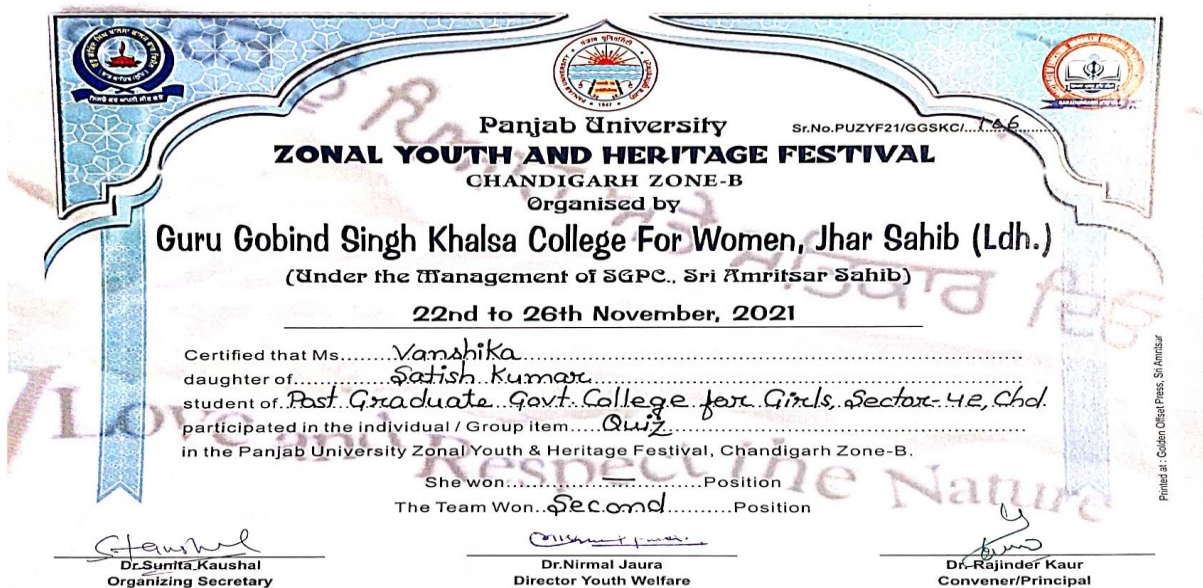 Panjab University
Sr.No.PUZYF21/GGSKC/
ZONAL YOUTH AND HERITAGE FESTIVAL
CHANDIGARH ZONE-B
Organised by
Guru Gobind Singh Khalsa College For Women, Jhar Sahib (Ldh.)
(Under the Management of SGPC., Sri Amritsar Sahib)
22nd to 26th November, 2021
Certified that Ms. Vanshika
daughter of Satish Kumar
student of Post Graduate Govt. College for Girls, Sector-42, Chd.
participated in the individual / Group item Quiz
in the Panjab University Zonal Youth & Heritage Festival, Chandigarh Zone-B.
She won: — Position
The Team Won Second Position
Love and Respect the Nature
Dr.Sunita Kaushal
Organizing Secretary
Dr.Nirmal Jaura
Director Youth Welfare
Dr. Rajinder Kaur
Convener/Principal
Printed at : Golden Offset Press, Sri Amritsar